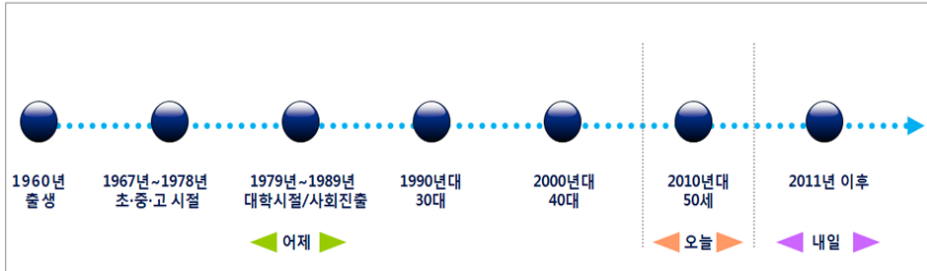 1960년
출생
1967년~1978년
초·중·고 시절
1979년~1989년
대학시절/사회진출
1990년대
30대
2000년대
40대
2010년대
50세
2011년 이후
어제
오늘
내일